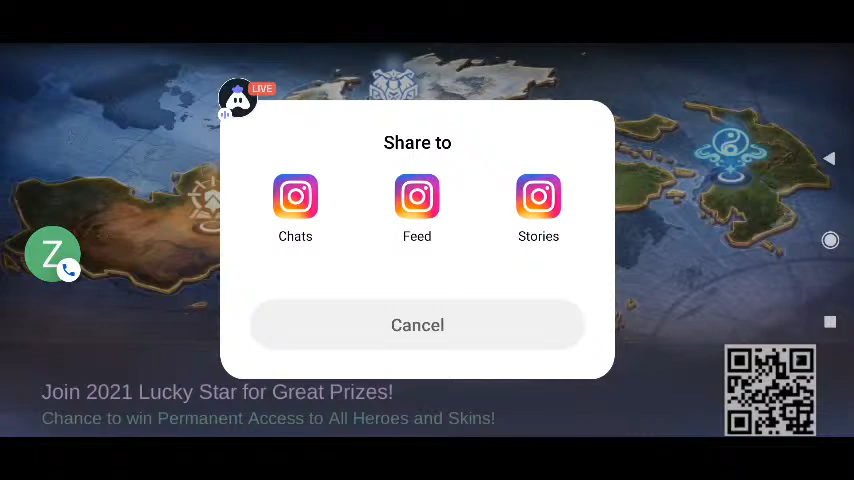 LIVE
Share to
Chats
Feed
Stories
Z
Cancel
Join 2021 Lucky Star for Great Prizes!
Chance to win Permanent Access to All Heroes and Skins!